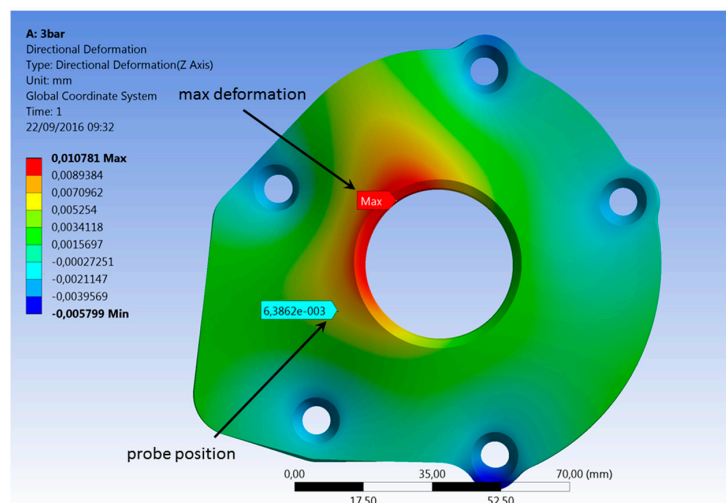 A: 3bar
Directional Deformation
Type: Directional Deformation(Z Axis)
Unit: mm
Global Coordinate System
Time: 1
22/09/2016 09:32
max deformation
0,010781 Max
0,0089384
0,0070962
0,005254
0,0034118
0,0015697
-0,00027251
-0,0021147
-0,0039569
-0,005799 Min
Max
6,3862e-003
probe position
0,00 35,00 70,00 (mm)
17,50 52,50